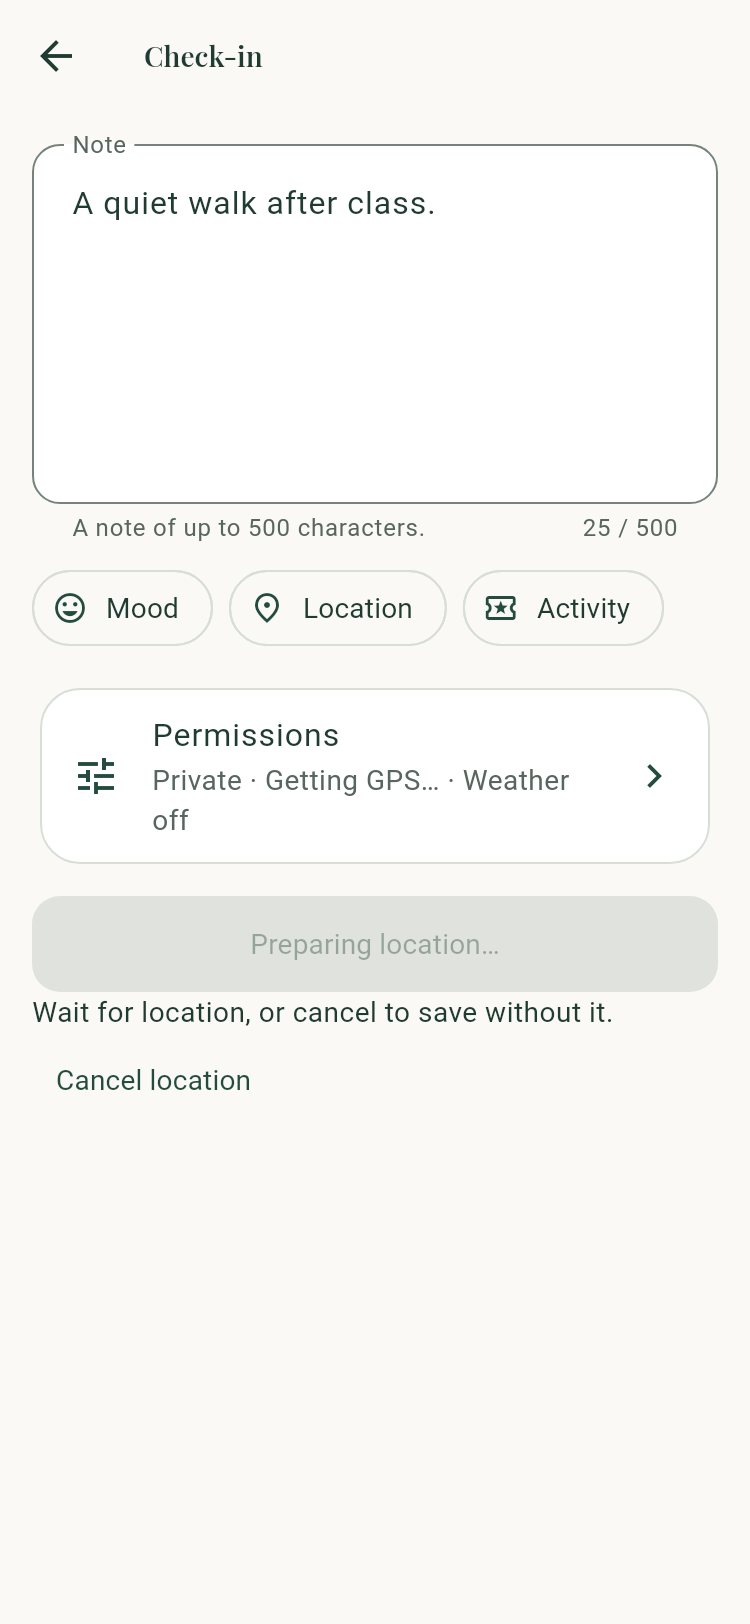 Check-in
Note
A quiet walk after class.
A note of up to 500 characters. 25 / 500
Mood Location Activity
Permissions
Private · Getting GPS… · Weather
off
Preparing location…
Wait for location, or cancel to save without it.
Cancel location